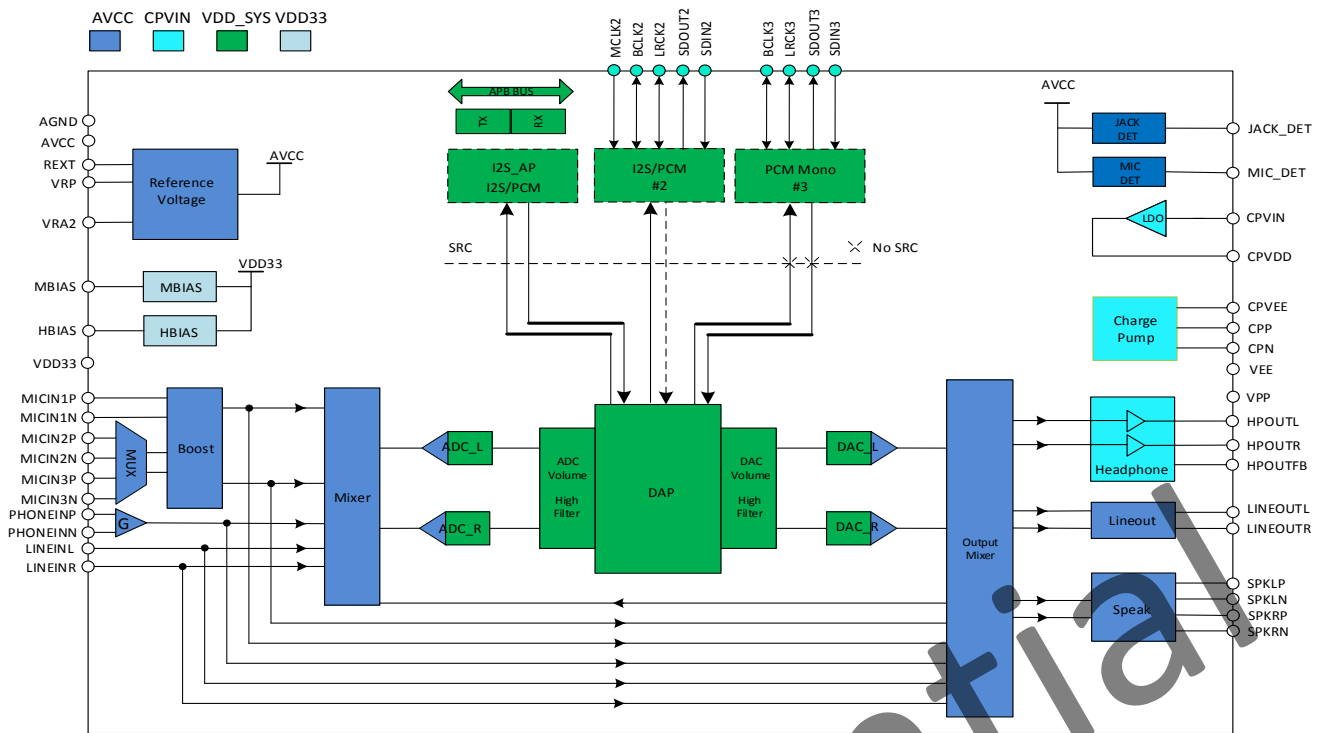 AVCC CPVIN VDD_SYS VDD33
MCLK2
BCLK2
LRCK2
SDOUT2
SDIN2
BCLK3
LRCK3
SDOUT3
SDIN3
APB BUS
TX
RX
I2S_AP
I2S/PCM
I2S/PCM
#2
PCM Mono
#3
SRC
No SRC
AGND
AVCC
REXT
VRP
VRA2
MBIAS
HBIAS
VDD33
MICIN1P
MICIN1N
MICIN2P
MICIN2N
MICIN3P
MICIN3N
PHONEINP
PHONEINN
LINEINL
LINEINR
Reference
Voltage
AVCC
VDD33
MBIAS
HBIAS
MUX
G
Boost
Mixer
ADC_L
ADC_R
ADC
Volume
High
Filter
DAP
DAC
Volume
High
Filter
DAC_L
DAC_R
Output
Mixer
AVCC
JACK
DET
MIC
DET
LDO
Charge
Pump
Headphone
Lineout
Speak
JACK_DET
MIC_DET
CPVIN
CPVDD
CPVEE
CPP
CPN
VEE
VPP
HPOUTL
HPOUTR
HPOUTFB
LINEOUTL
LINEOUTR
SPKLP
SPKLN
SPKRP
SPKRN
tial